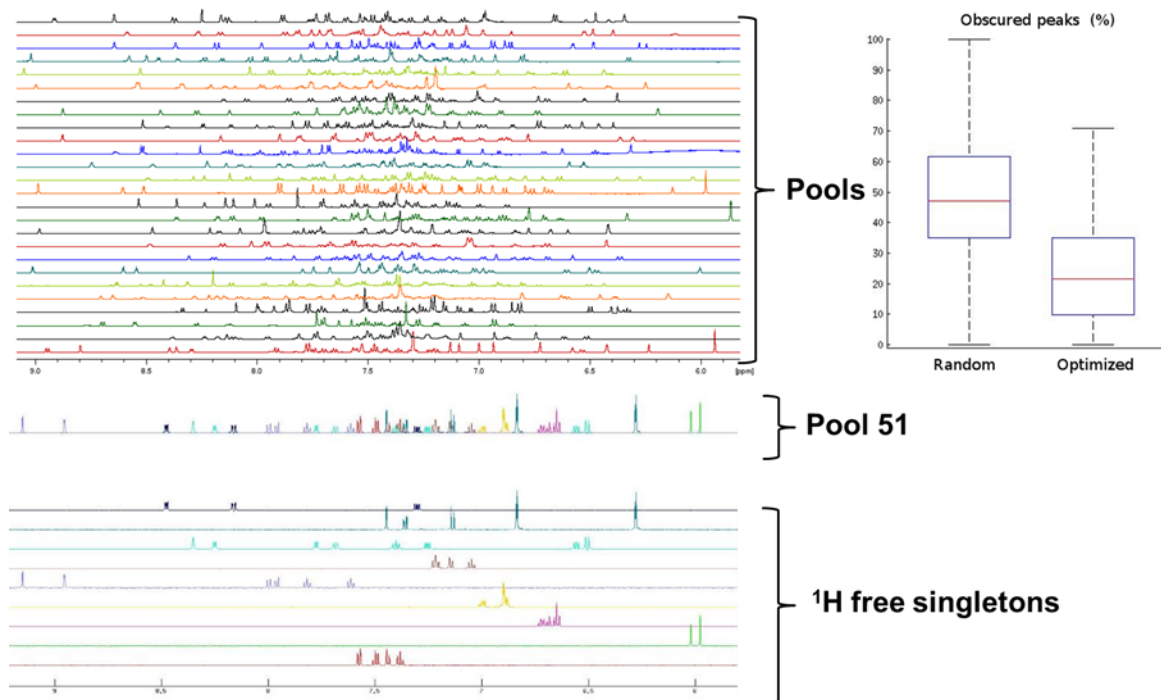 Obscured peaks (%)
100
90
80
70
60
50
40
30
20
10
0
Random Optimized
Pools
9.0 8.5 8.0 7.5 7.0 6.5 6.0 [ppm]
Pool 51
¹H free singletons
9 8.5 8 7.5 7 6.5 6